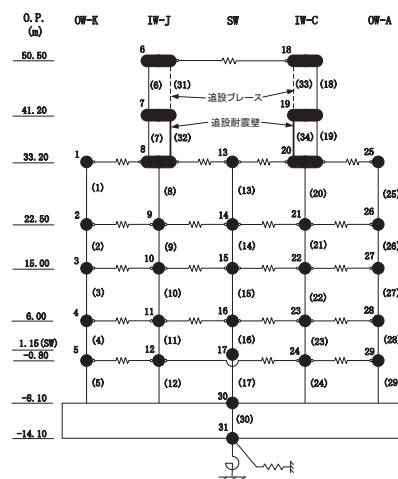 O.P. OW-K IW-J SW IW-C OW-A
(m)
6 18
50.50
(6) (31) (33) (18)
追設ブレース
41.20 7 19
追設耐震壁
(7) (32) (34) (19)
33.20 1 8 13 20 25
(1) (8) (13) (20) (25)
22.50 2 9 14 21 26
(2) (9) (14) (21) (26)
15.00 3 10 15 22 27
(3) (10) (15) (22) (27)
6.00 4 11 16 23 28
1.15(SW) (4) (11) (16) (23) (28)
17
-0.80 5 12 24 29
(5) (12) (17) (24) (29
-8.10 30
(30)
-14.10 31